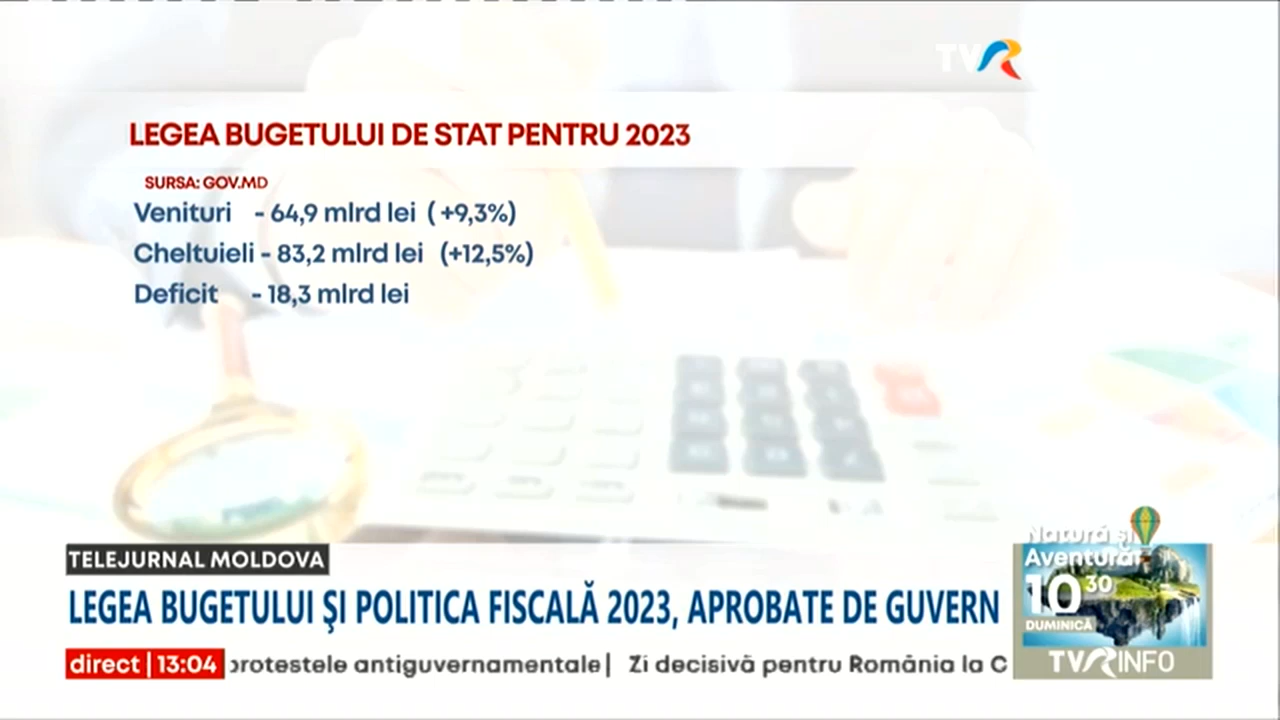 TVR
LEGEA BUGETULUI DE STAT PENTRU 2023
SURSA: GOV.MD
Venituri - 64,9 mlrd lei ( +9,3%)
Cheltuieli - 83,2 mlrd lei (+12,5%)
Deficit - 18,3 mlrd lei
TELEJURNAL MOLDOVA
LEGEA BUGETULUI ŞI POLITICA FISCALĂ 2023, APROBATE DE GUVERN
direct | 13:04 protestele antiguvernamentale | Zi decisivă pentru România la C
Natură şi
Aventură
10 30
DUMINICĂ
TVR INFO